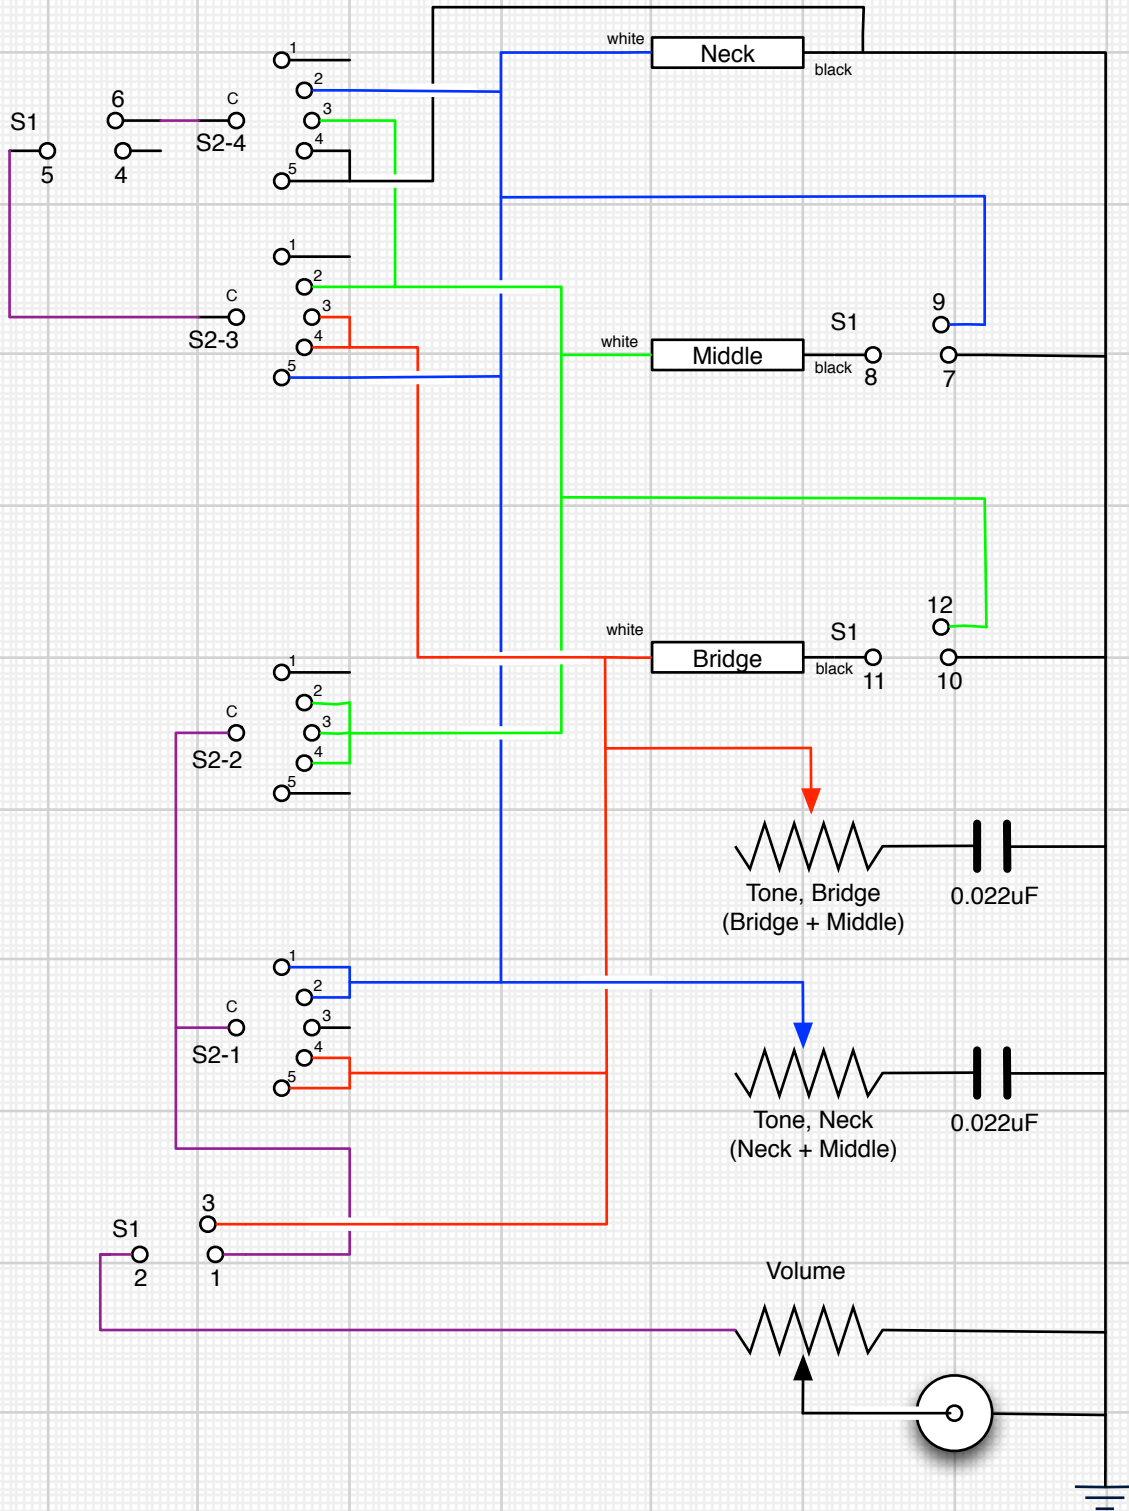 white
Neck
black
1
2
3
4
5
6
C
S1
S2-4
5
4
1
2
3
4
5
C
S2-3
9
S1
white
Middle
black
8
7
12
S1
white
Bridge
black
11
10
1
2
3
4
5
C
S2-2
Tone, Bridge
(Bridge + Middle)
0.022uF
1
2
3
4
5
C
S2-1
Tone, Neck
(Neck + Middle)
0.022uF
3
S1
2
1
Volume